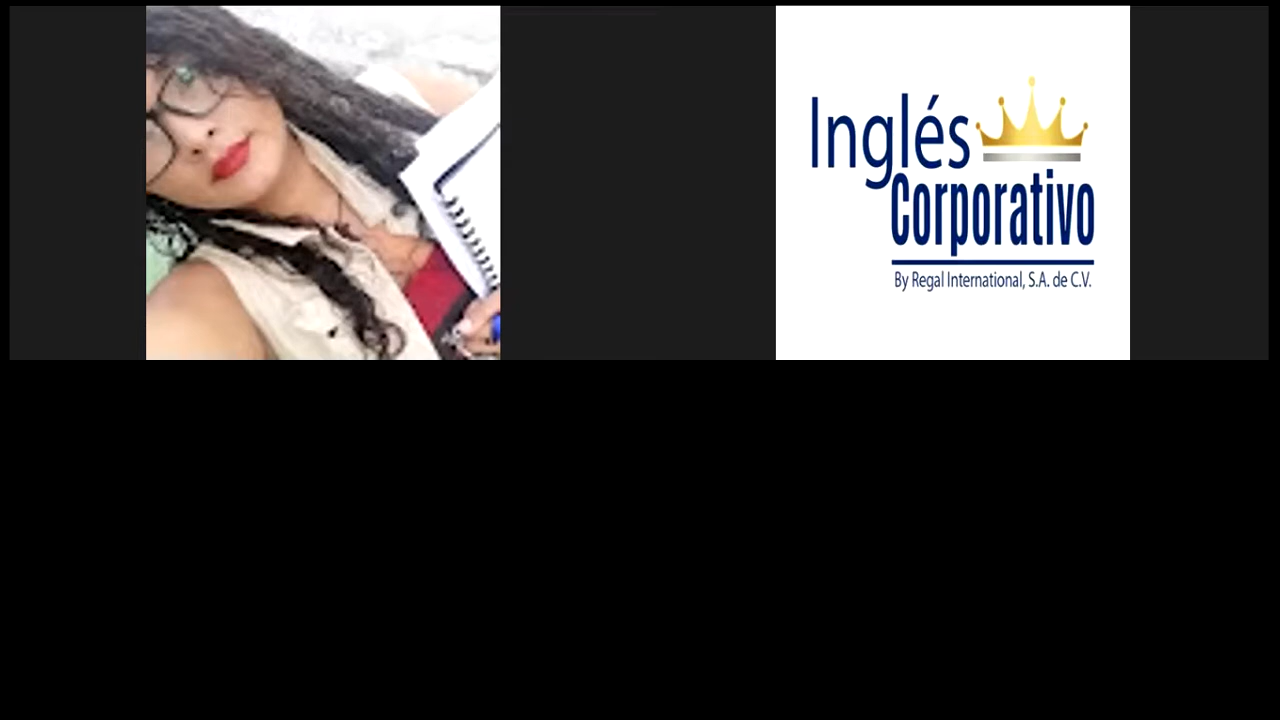 Inglés
Corporativo
By Regal International, S.A. de C.V.